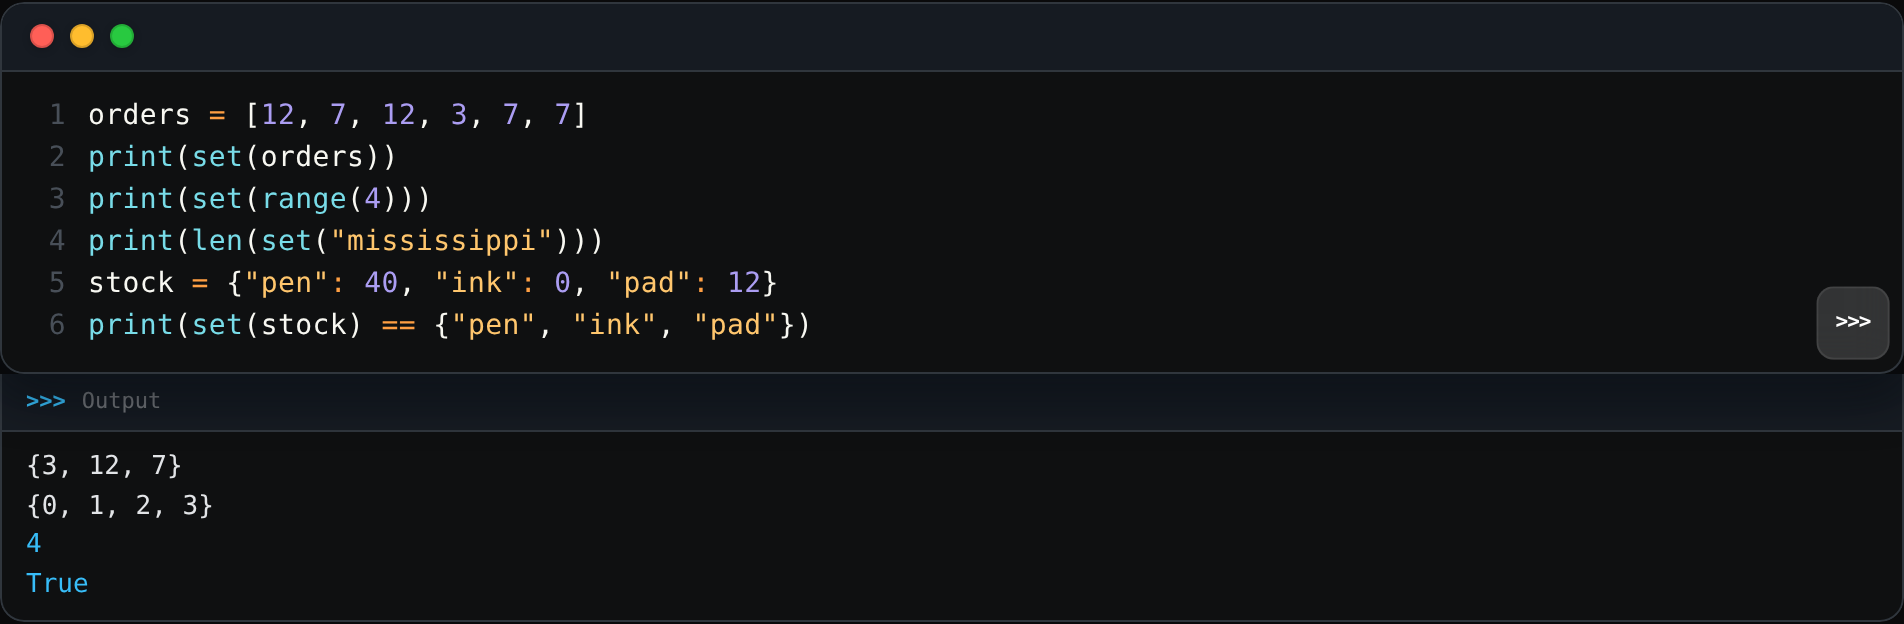 1 orders = [12, 7, 12, 3, 7, 7]
2 print(set(orders))
3 print(set(range(4)))
4 print(len(set("mississippi")))
5 stock = {"pen": 40, "ink": 0, "pad": 12}
6 print(set(stock) == {"pen", "ink", "pad"})
>>>
>>> Output
{3, 12, 7}
{0, 1, 2, 3}
4
True